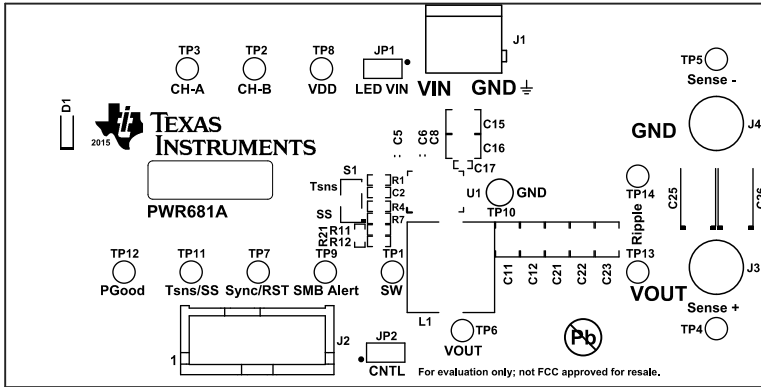 J1
TP3
TP2
TP8
JP1
CH-A
CH-B
VDD
LED VIN
VIN
GND
TP5
Sense -
D1
2015
TEXAS
INSTRUMENTS
C5
C6
C8
C15
C16
C17
GND
J4
S1
Tsns
SS
R1
C2
R4
R7
R21
R11
R12
U1
GND
TP10
TP14
C25
C26
PWR681A
Ripple
TP12
TP11
TP7
TP9
TP1
PGood
Tsns/SS
Sync/RST
SMB Alert
SW
C11
C12
C21
C22
C23
TP13
VOUT
J3
Sense +
TP4
L1
TP6
VOUT
1
J2
JP2
CNTL
Pb
For evaluation only; not FCC approved for resale.